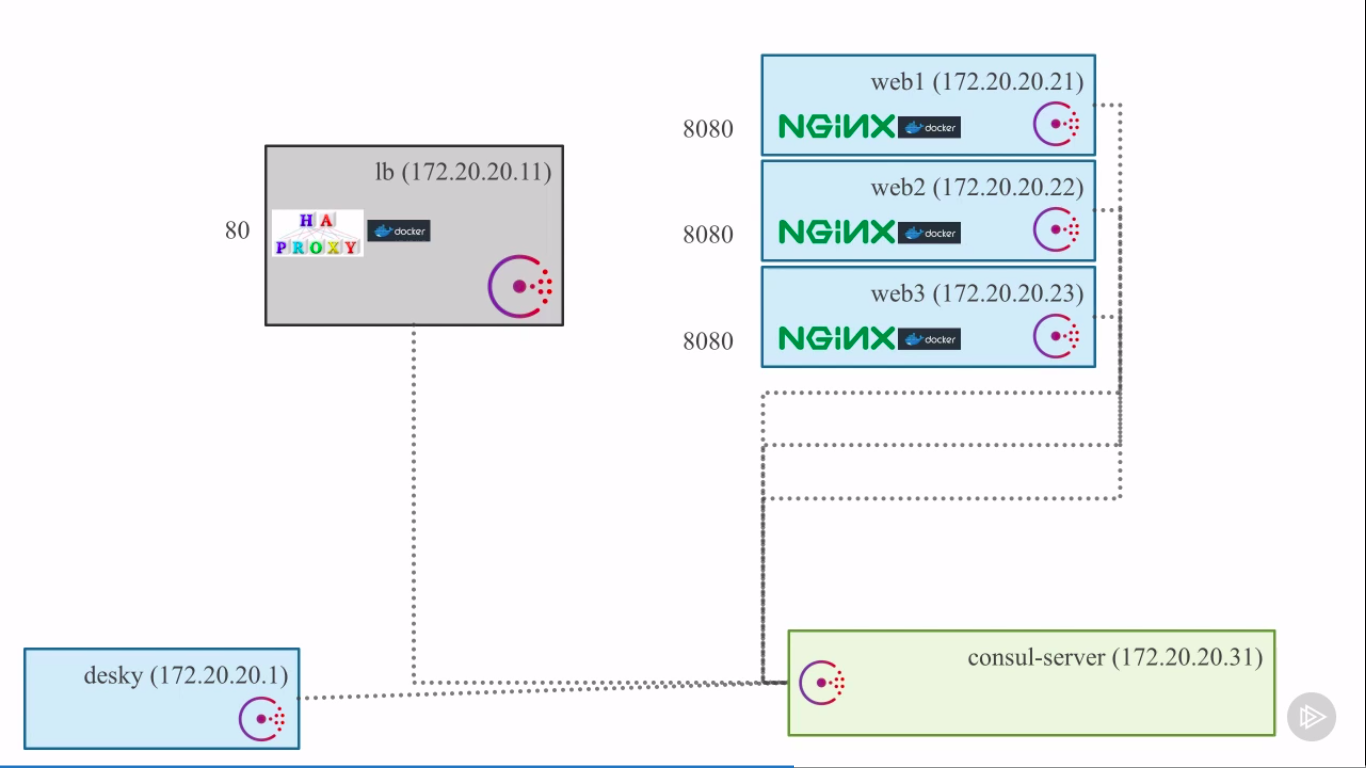 web1 (172.20.20.21)
8080
NGiNX docker
web2 (172.20.20.22)
8080
NGiNX docker
web3 (172.20.20.23)
8080
NGiNX docker
lb (172.20.20.11)
80
HA
PROXY
docker
desky (172.20.20.1)
consul-server (172.20.20.31)